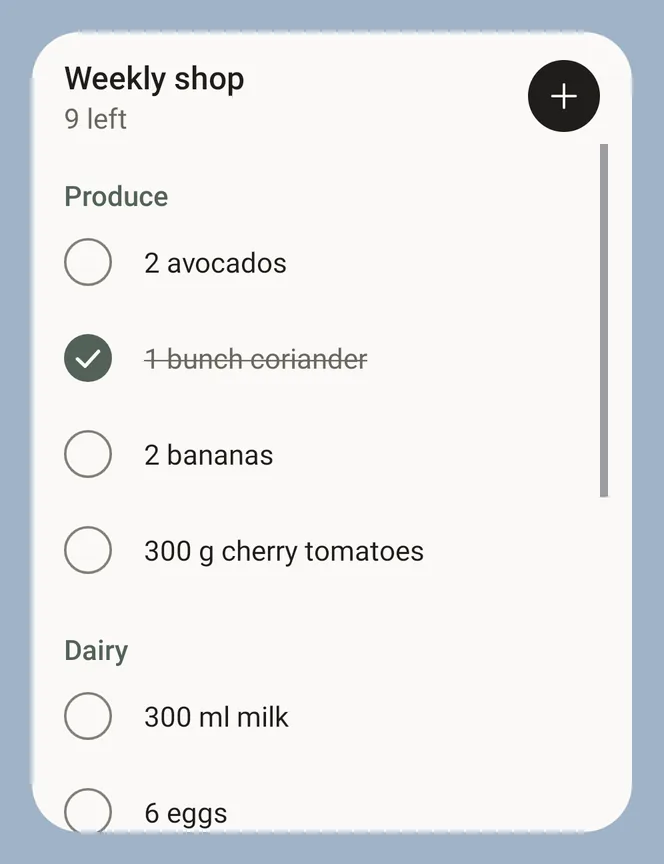 Weekly shop
9 left
Produce
2 avocados
1 bunch coriander
2 bananas
300 g cherry tomatoes
Dairy
300 ml milk
6 eggs